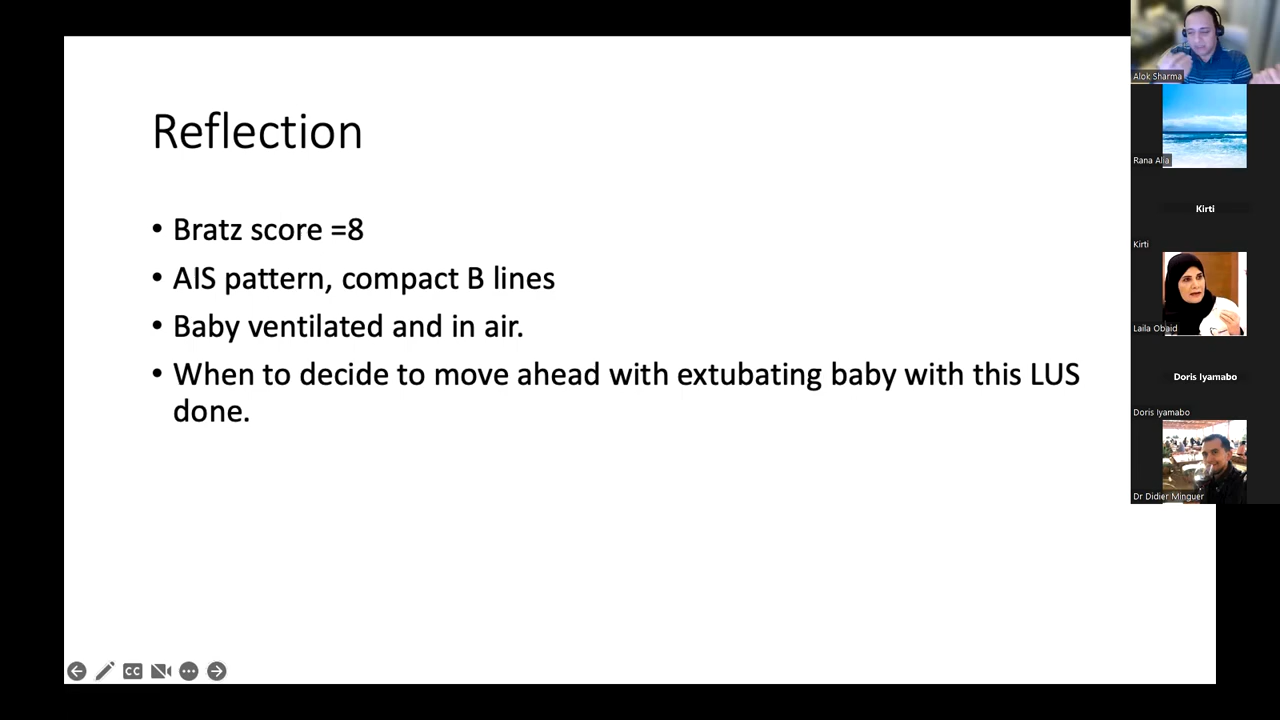 Reflection
• Bratz score =8
• AIS pattern, compact B lines
• Baby ventilated and in air.
• When to decide to move ahead with extubating baby with this LUS
done.
Alok Sharma
Rana Alia
Kirti
Kirti
Laila Obaid
Doris Iyamabo
Doris Iyamabo
Dr Didier Minguer
CC